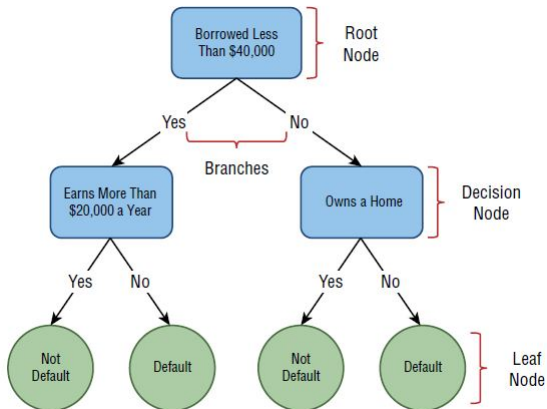 Borrowed Less
Than $40,000
Root
Node
Yes
No
Branches
Earns More Than
$20,000 a Year
Owns a Home
Decision
Node
Yes
No
Yes
No
Not
Default
Default
Not
Default
Default
Leaf
Node